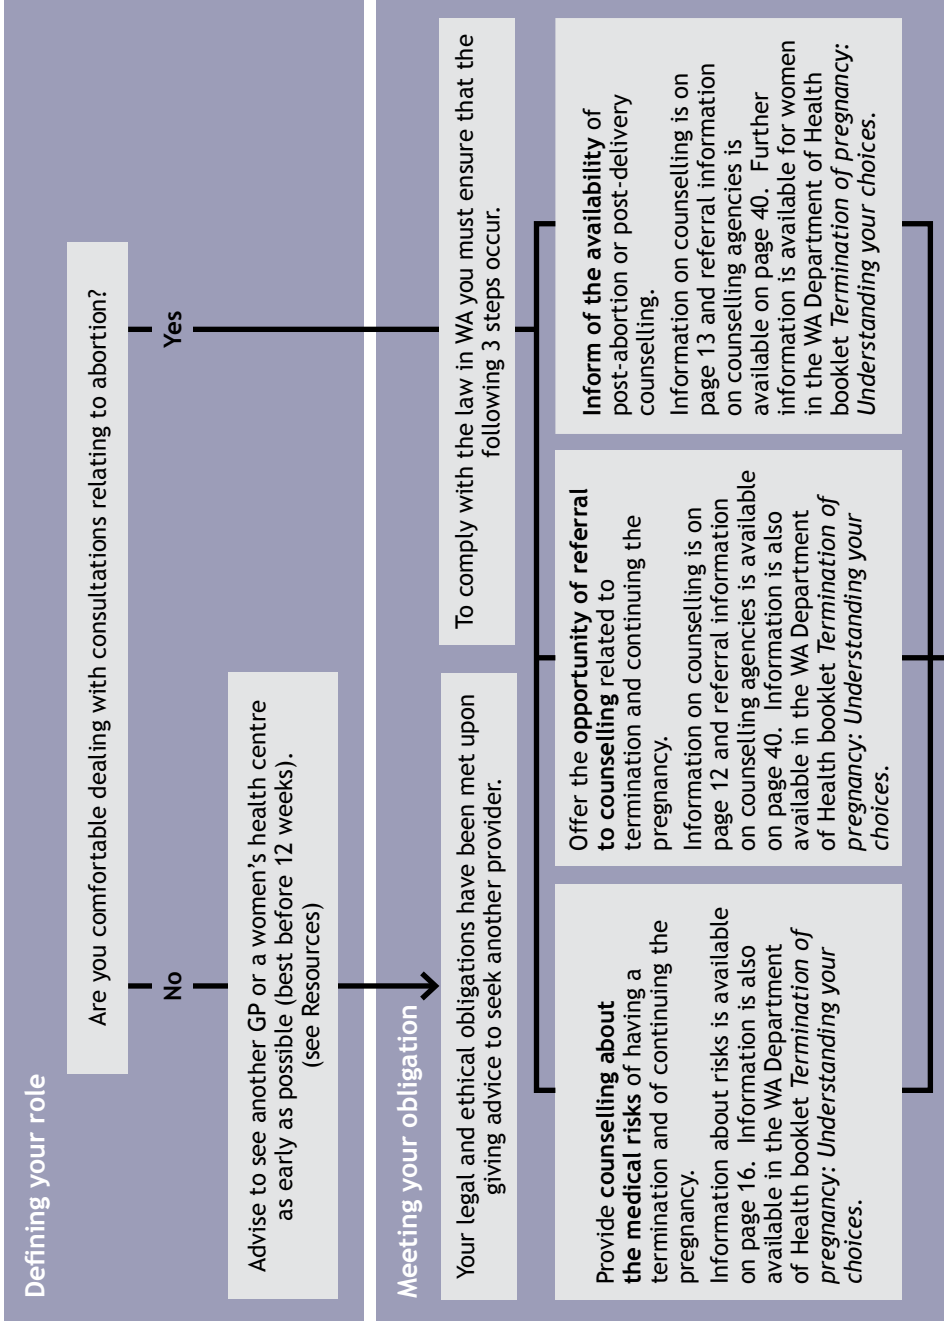 Defining your role
Are you comfortable dealing with consultations relating to abortion?
No
Yes
Advise to see another GP or a women's health centre
as early as possible (best before 12 weeks).
(see Resources)
Meeting your obligation
Your legal and ethical obligations have been met upon
giving advice to seek another provider.
To comply with the law in WA you must ensure that the
following 3 steps occur.
Provide counselling about
the medical risks of having a
termination and of continuing the
pregnancy.
Information about risks is available
on page 16. Information is also
available in the WA Department
of Health booklet Termination of
pregnancy: Understanding your
choices.
Offer the opportunity of referral
to counselling related to
termination and continuing the
pregnancy.
Information on counselling is on
page 12 and referral information
on counselling agencies is available
on page 40. Information is also
available in the WA Department
of Health booklet Termination of
pregnancy: Understanding your
choices.
Inform of the availability of
post-abortion or post-delivery
counselling.
Information on counselling is on
page 13 and referral information
on counselling agencies is
available on page 40. Further
information is available for women
in the WA Department of Health
booklet Termination of pregnancy:
Understanding your choices.